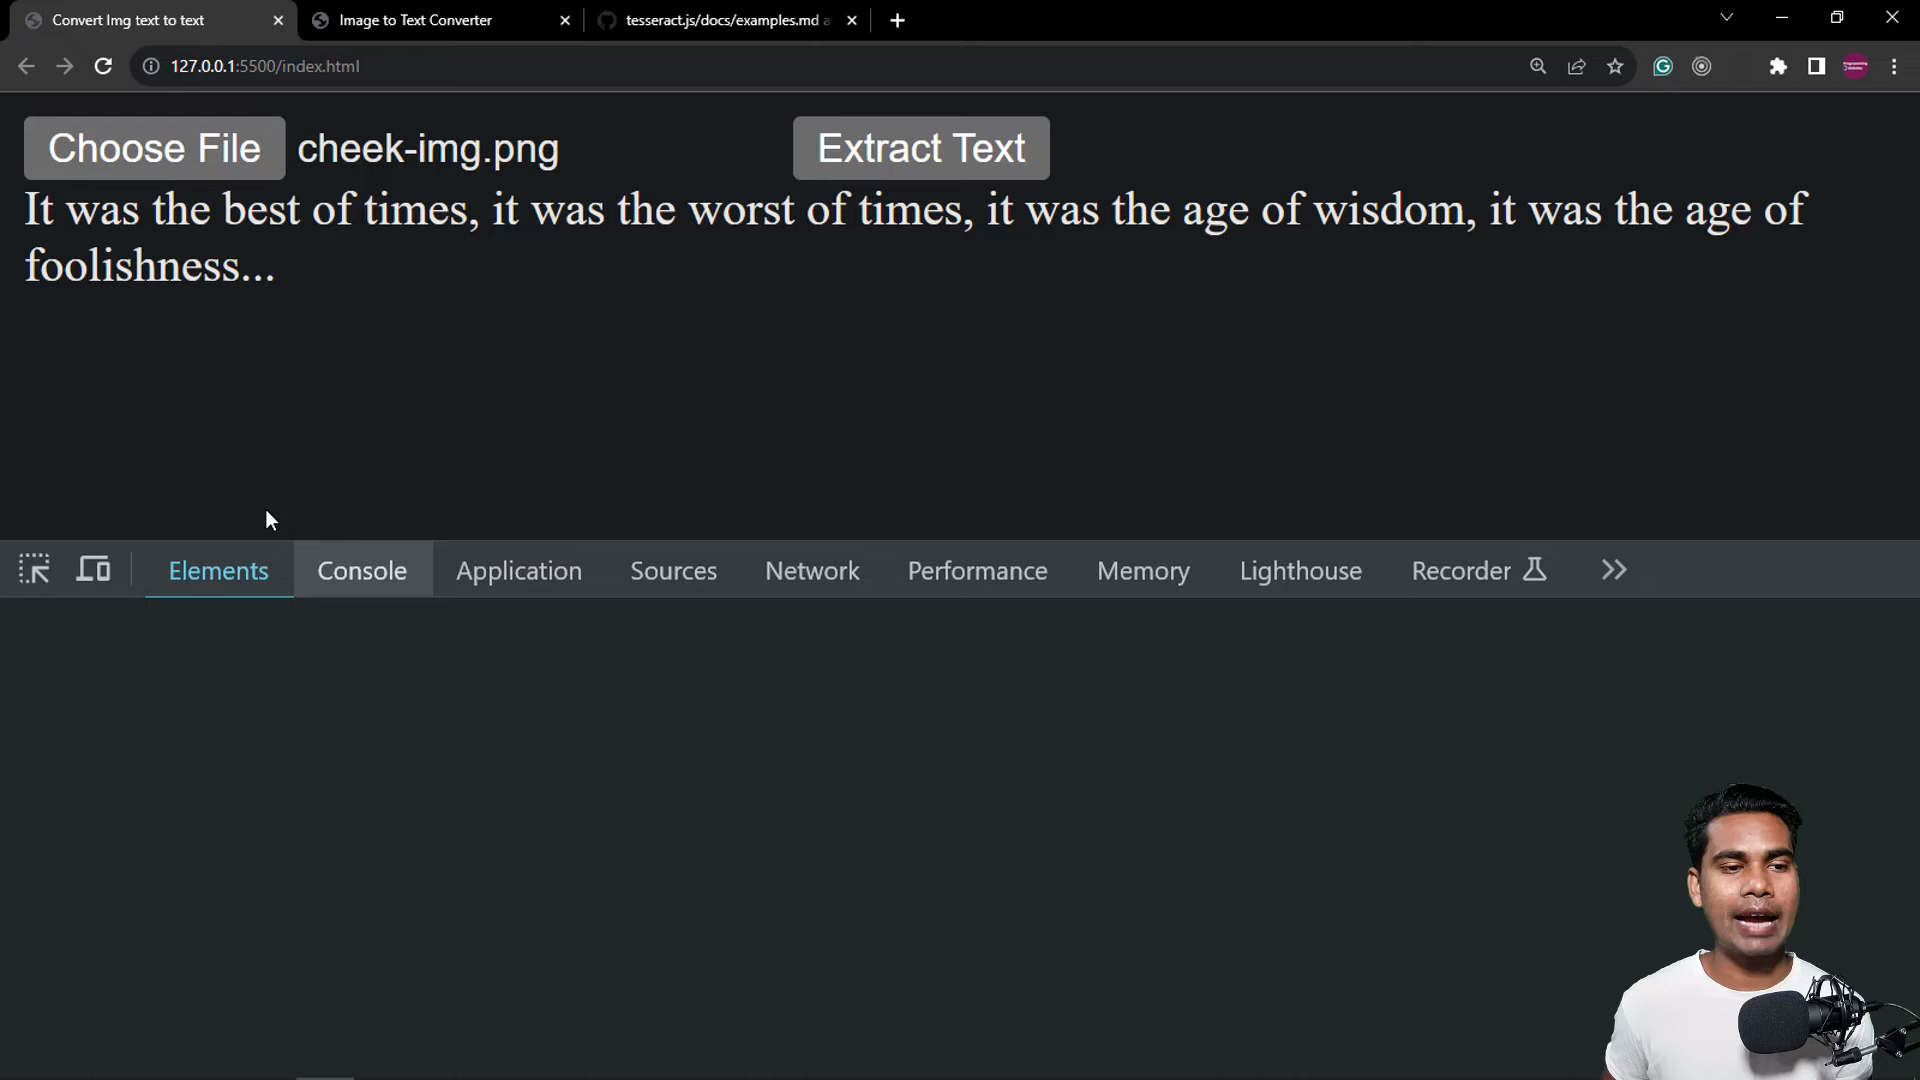 Convert Img text to text
Image to Text Converter
tesseract.js/docs/examples.md a
127.0.0.1:5500/index.html
Choose File cheek-img.png Extract Text
It was the best of times, it was the worst of times, it was the age of wisdom, it was the age of
foolishness...
Elements Console Application Sources Network Performance Memory Lighthouse Recorder